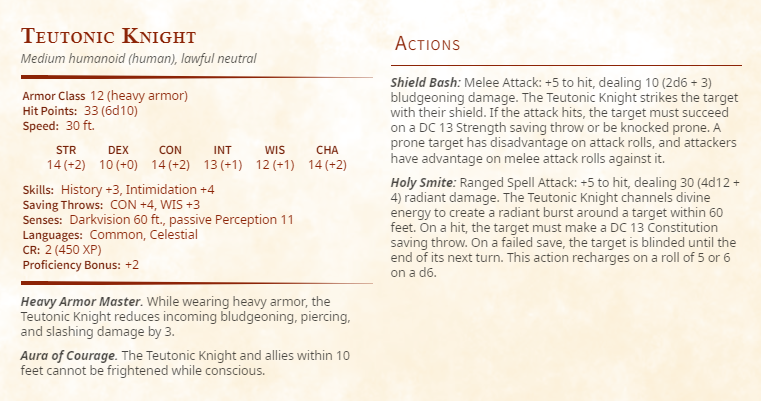 Teutonic Knight
Medium humanoid (human), lawful neutral
Armor Class 12 (heavy armor)
Hit Points: 33 (6d10)
Speed: 30 ft.
STR DEX CON INT WIS CHA
14 (+2) 10 (+0) 14 (+2) 13 (+1) 12 (+1) 14 (+2)
Skills: History +3, Intimidation +4
Saving Throws: CON +4, WIS +3
Senses: Darkvision 60 ft., passive Perception 11
Languages: Common, Celestial
CR: 2 (450 XP)
Proficiency Bonus: +2
Heavy Armor Master. While wearing heavy armor, the
Teutonic Knight reduces incoming bludgeoning, piercing,
and slashing damage by 3.
Aura of Courage. The Teutonic Knight and allies within 10
feet cannot be frightened while conscious.
Actions
Shield Bash: Melee Attack: +5 to hit, dealing 10 (2d6 + 3)
bludgeoning damage. The Teutonic Knight strikes the target
with their shield. If the attack hits, the target must succeed
on a DC 13 Strength saving throw or be knocked prone. A
prone target has disadvantage on attack rolls, and attackers
have advantage on melee attack rolls against it.
Holy Smite: Ranged Spell Attack: +5 to hit, dealing 30 (4d12 +
4) radiant damage. The Teutonic Knight channels divine
energy to create a radiant burst around a target within 60
feet. On a hit, the target must make a DC 13 Constitution
saving throw. On a failed save, the target is blinded until the
end of its next turn. This action recharges on a roll of 5 or 6
on a d6.